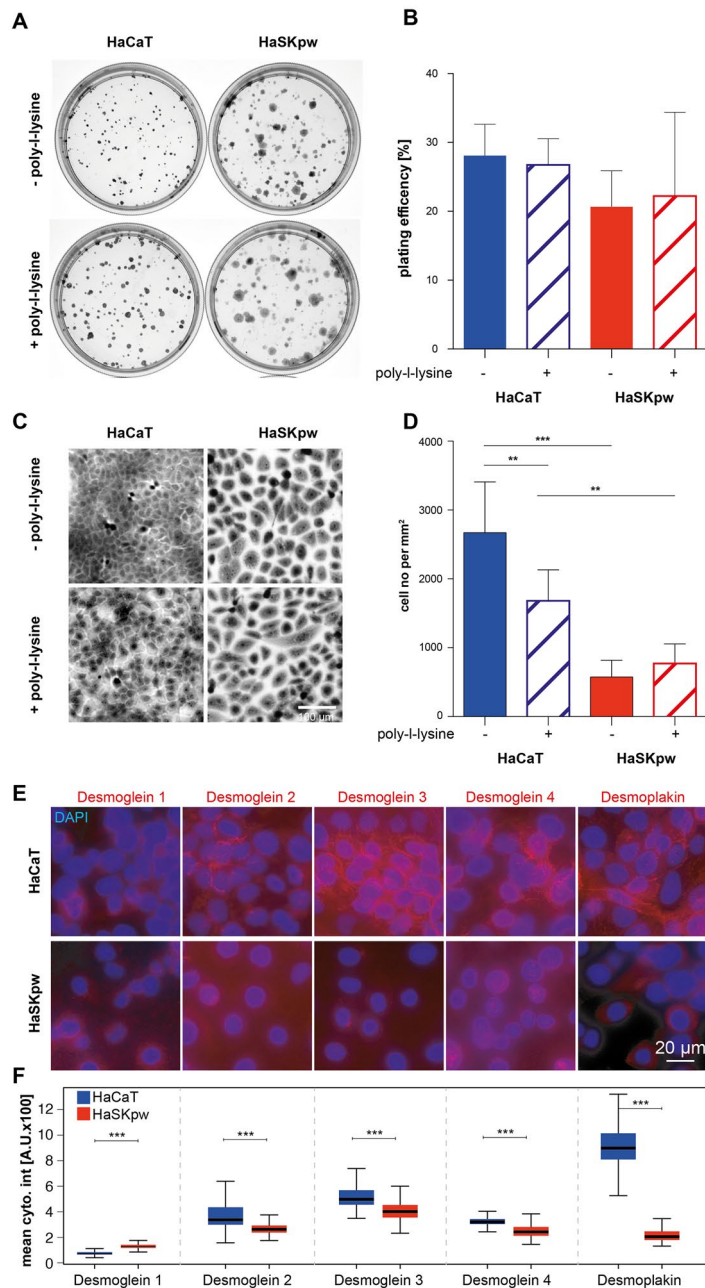 A
HaCaT HaSKpw
- poly-l-lysine
+ poly-l-lysine
B
plating efficency [%]
40
30
20
10
0
poly-l-lysine - + - +
HaCaT HaSKpw
C
HaCaT HaSKpw
- poly-l-lysine
+ poly-l-lysine
100 µm
D
cell no per mm²
4000
3000
2000
1000
0
***
**
**
poly-l-lysine - + - +
HaCaT HaSKpw
E
Desmoglein 1 Desmoglein 2 Desmoglein 3 Desmoglein 4 Desmoplakin
DAPI
HaCaT
HaSKpw
20 µm
F
HaCaT
HaSKpw
mean cyto. int [A.U.x100]
12
10
8
6
4
2
0
*** *** *** *** ***
Desmoglein 1 Desmoglein 2 Desmoglein 3 Desmoglein 4 Desmoplakin